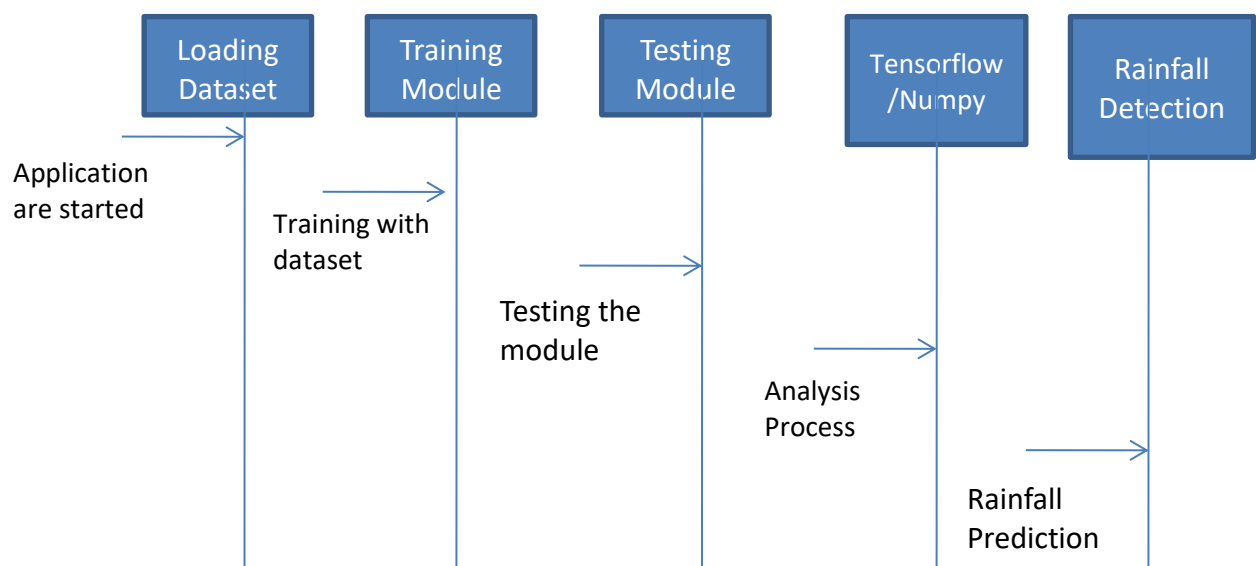 Loading
Dataset
Training
Module
Testing
Module
Tensorflow
/Numpy
Rainfall
Detection
Application
are started
Training with
dataset
Testing the
module
Analysis
Process
Rainfall
Prediction